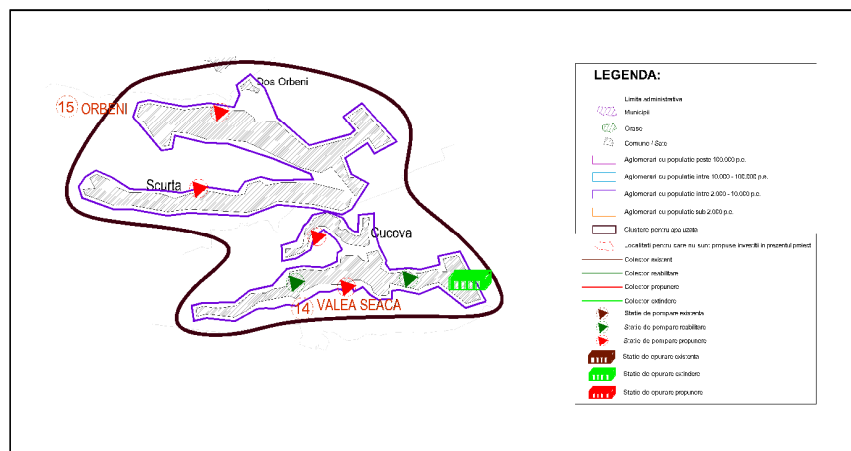 Dos Orbeni
15 ORBENI
Scurta
Cucova
14 VALEA SEACA
LEGENDA:
Limite administrative
Municipii
Orase
Comune / Sate
Aglomerari cu populatie peste 100.000 p.e.
Aglomerari cu populatie intre 10.000 - 100.000 p.e.
Aglomerari cu populatie intre 2.000 - 10.000 p.e.
Aglomerari cu populatie sub 2.000 p.e.
Clustere pentru apa uzata
Localitati pentru care nu sunt propuse investitii in prezentul proiect
Colector existent
Colector reabilitare
Colector propunere
Colector extindere
Statie de pompare existenta
Statie de pompare reabilitare
Statie de pompare propunere
Statie de epurare existenta
Statie de epurare extindere
Statie de epurare propunere